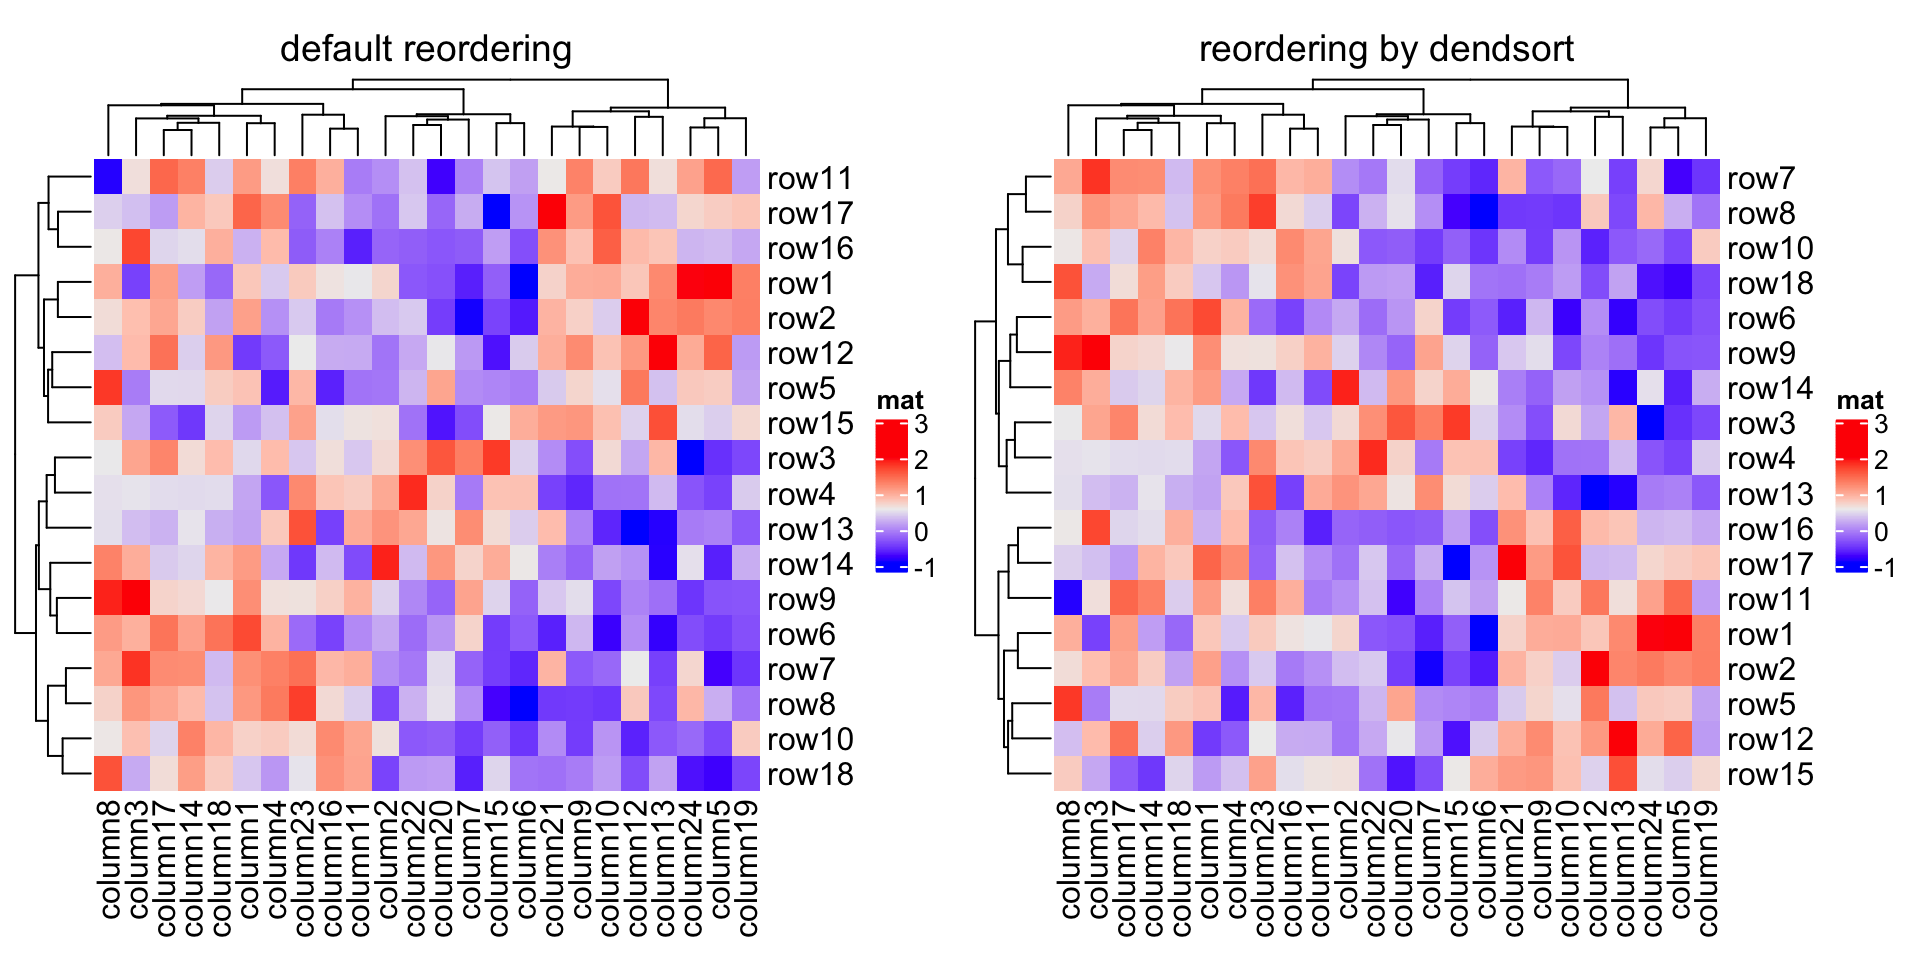 default reordering
row11
row17
row16
row1
row2
row12
row5
row15
row3
row4
row13
row14
row9
row6
row7
row8
row10
row18
column8
column3
column17
column14
column18
column1
column4
column23
column16
column11
column2
column22
column20
column7
column15
column6
column21
column9
column10
column12
column13
column24
column5
column19
mat
3
2
1
0
-1
reordering by dendsort
row7
row8
row10
row18
row6
row9
row14
row3
row4
row13
row16
row17
row11
row1
row2
row5
row12
row15
column8
column3
column17
column14
column18
column1
column4
column23
column16
column11
column2
column22
column20
column7
column15
column6
column21
column9
column10
column12
column13
column24
column5
column19
mat
3
2
1
0
-1